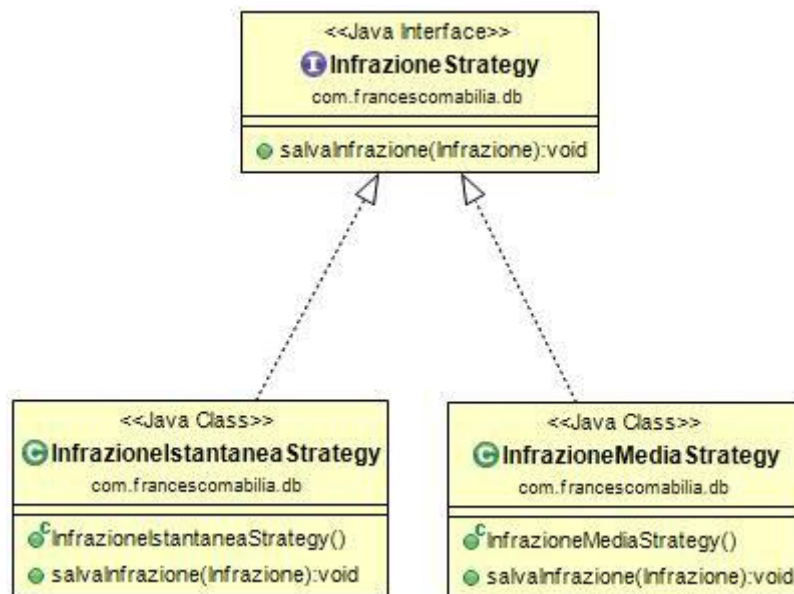 <<Java Interface>>
InfrazioneStrategy
com.francescomabilia.db
salvaInfrazione(Infrazione):void
<<Java Class>>
InfrazioneIstantaneaStrategy
com.francescomabilia.db
InfrazioneIstantaneaStrategy()
salvaInfrazione(Infrazione):void
<<Java Class>>
InfrazioneMediaStrategy
com.francescomabilia.db
InfrazioneMediaStrategy()
salvaInfrazione(Infrazione):void